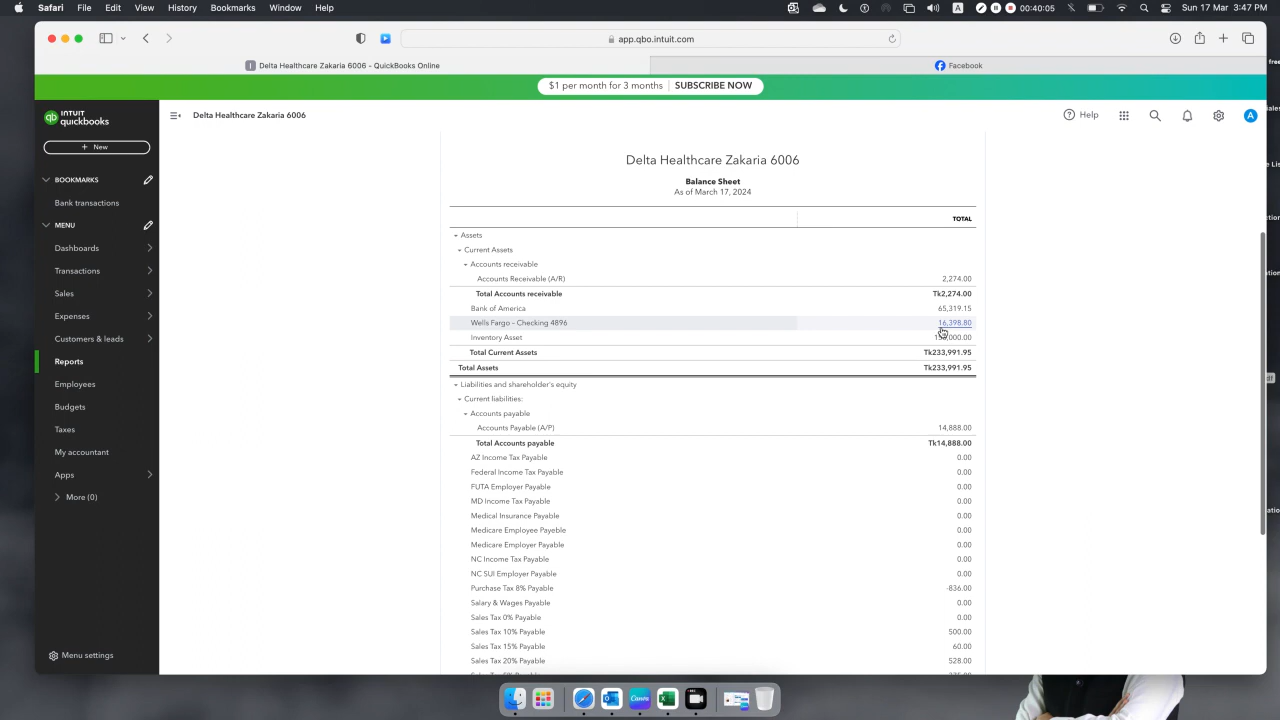 Safari File Edit View History Bookmarks Window Help 00:40:05 A Sun 17 Mar 3:47 PM
app.qbo.intuit.com
Delta Healthcare Zakaria 6006 - QuickBooks Online Facebook
$1 per month for 3 months SUBSCRIBE NOW
INTUIT
quickbooks
Delta Healthcare Zakaria 6006 Help A
+ New
BOOKMARKS
Bank transactions
MENU
Dashboards
Transactions
Sales
Expenses
Customers & leads
Reports
Employees
Budgets
Taxes
My accountant
Apps
More (0)
Menu settings
Delta Healthcare Zakaria 6006
Balance Sheet
As of March 17, 2024
TOTAL
Assets
Current Assets
Accounts receivable
Accounts Receivable (A/R) 2,274.00
Total Accounts receivable Tk2,274.00
Bank of America 65,319.15
Wells Fargo – Checking 4896 16,398.80
Inventory Asset
Total Current Assets Tk233,991.95
Total Assets Tk233,991.95
Liabilities and shareholder's equity
Current liabilities:
Accounts payable
Accounts Payable (A/P) 14,888.00
Total Accounts payable Tk14,888.00
AZ Income Tax Payable 0.00
Federal Income Tax Payable 0.00
FUTA Employer Payable 0.00
MD Income Tax Payable 0.00
Medical Insurance Payable 0.00
Medicare Employee Payeble 0.00
Medicare Employer Payable 0.00
NC Income Tax Payable 0.00
NC SUI Employer Payable 0.00
Purchase Tax 8% Payable -836.00
Salary & Wages Payable 0.00
Sales Tax 0% Payable 0.00
Sales Tax 10% Payable 500.00
Sales Tax 15% Payable 60.00
Sales Tax 20% Payable 528.00